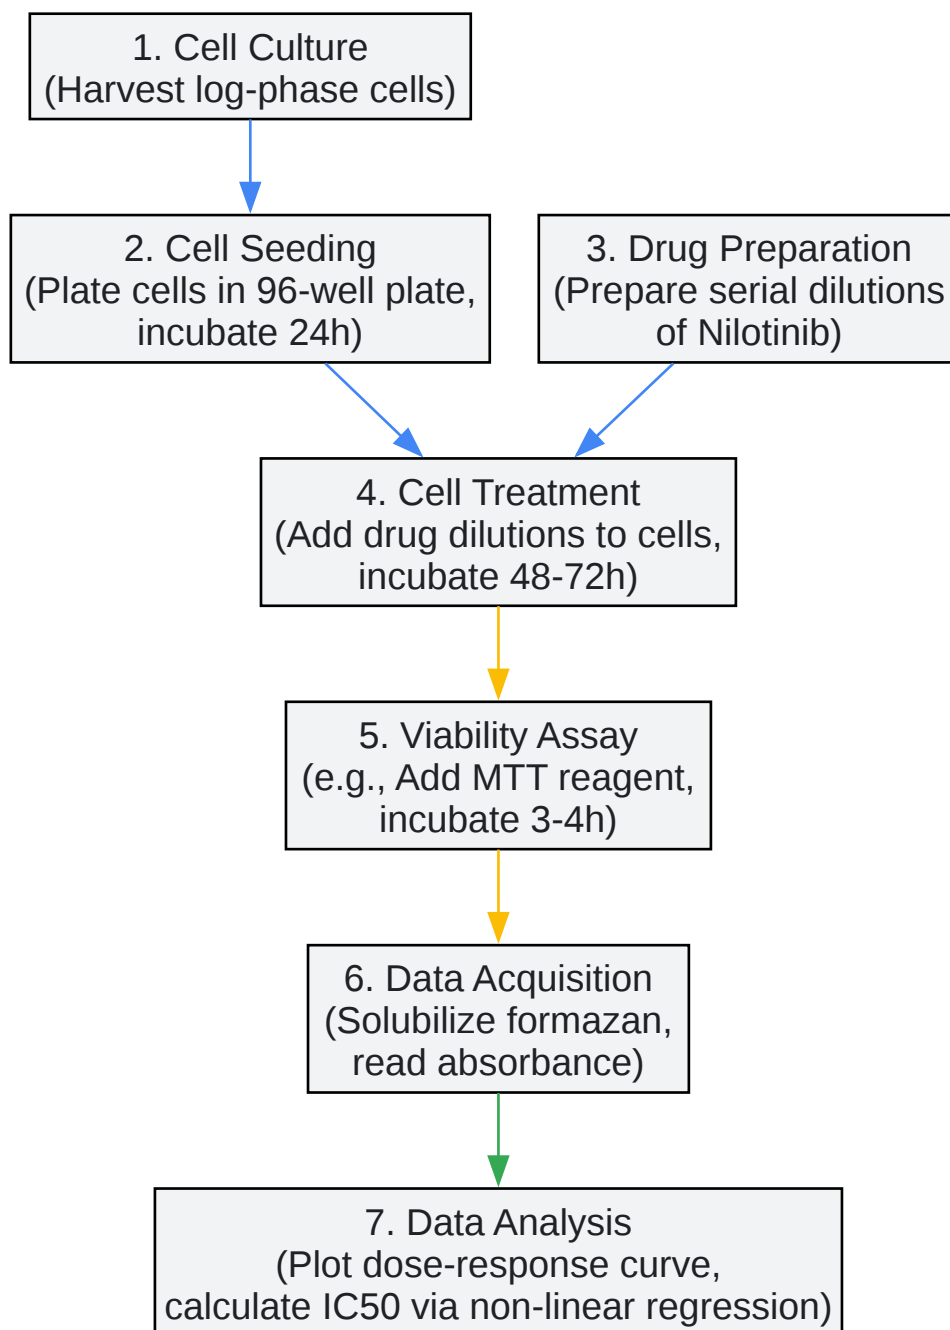 1. Cell Culture
(Harvest log-phase cells)
2. Cell Seeding
(Plate cells in 96-well plate,
incubate 24h)
3. Drug Preparation
(Prepare serial dilutions
of Nilotinib)
4. Cell Treatment
(Add drug dilutions to cells,
incubate 48-72h)
5. Viability Assay
(e.g., Add MTT reagent,
incubate 3-4h)
6. Data Acquisition
(Solubilize formazan,
read absorbance)
7. Data Analysis
(Plot dose-response curve,
calculate IC50 via non-linear regression)